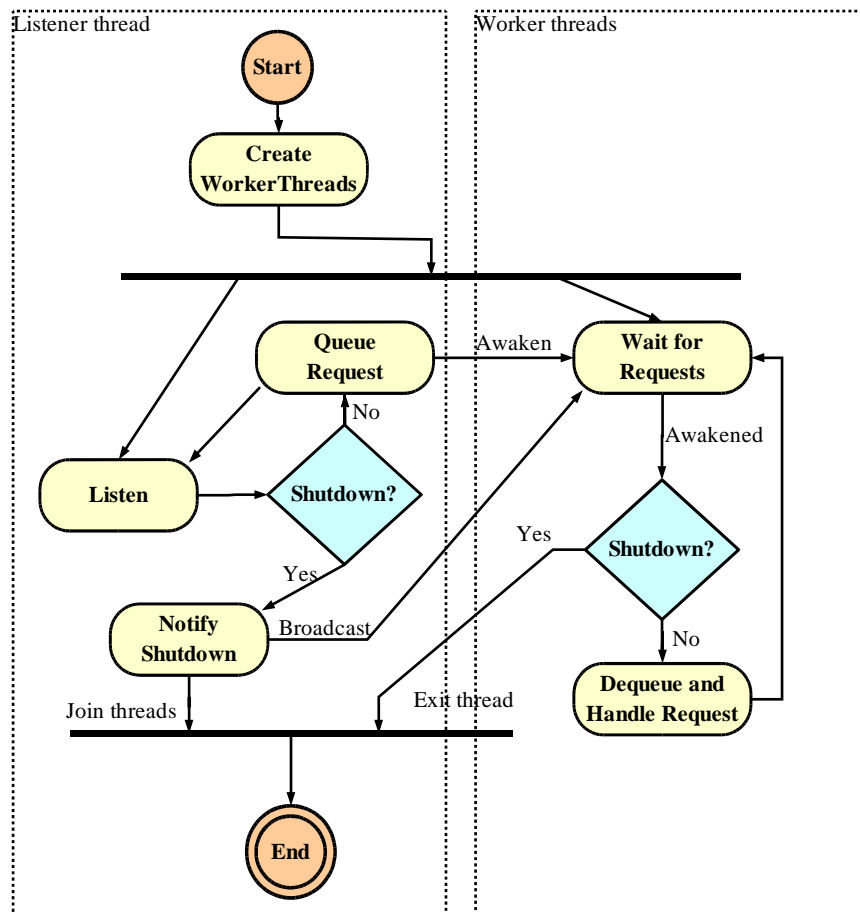 Listener thread
Worker threads
Start
Create
WorkerThreads
Queue
Request
Awaken
Wait for
Requests
No
Awakened
Listen
Shutdown?
Yes
Shutdown?
Yes
Notify
Shutdown
Broadcast
No
Dequeue and
Handle Request
Join threads
Exit thread
End